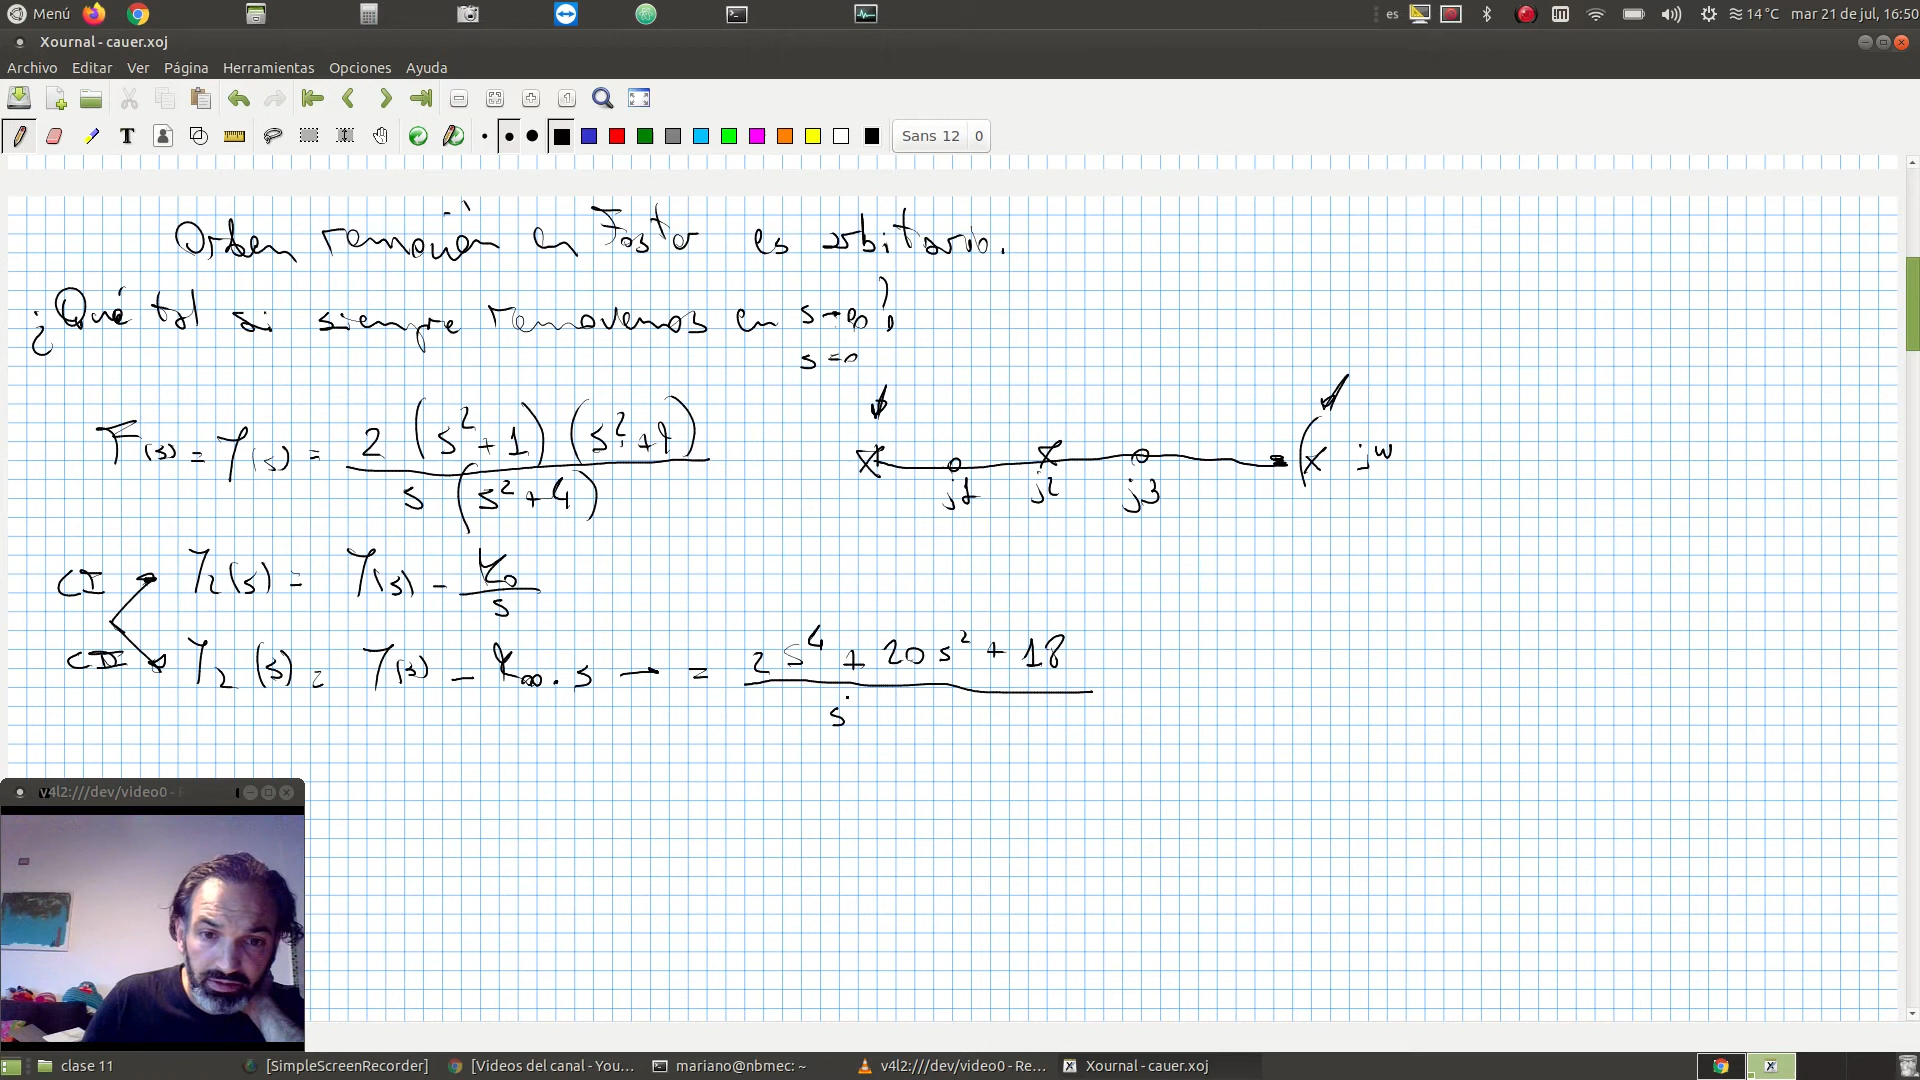 Menú
es
14 °C
mar 21 de jul, 16:50
Xournal - cauer.xoj
Archivo Editar Ver Página Herramientas Opciones Ayuda
Sans 12 0
Orden remoción en Foster es arbitario.
¿Qué tal si siempre removemos en s→∞?
s=0
F(s) = Y(s) = 2 (s²+1) (s²+9)
s (s²+4)
j1 j2 j3 jw
CI Y₂(s) = Y(s) - K₀
s
CD Y₂(s) = Y(s) - K∞.s → = 2s⁴ + 20s² + 18
s
v4l2:///dev/video0 -
clase 11
[SimpleScreenRecorder]
[Videos del canal - You...
mariano@nbmec: ~
v4l2:///dev/video0 - Re...
Xournal - cauer.xoj